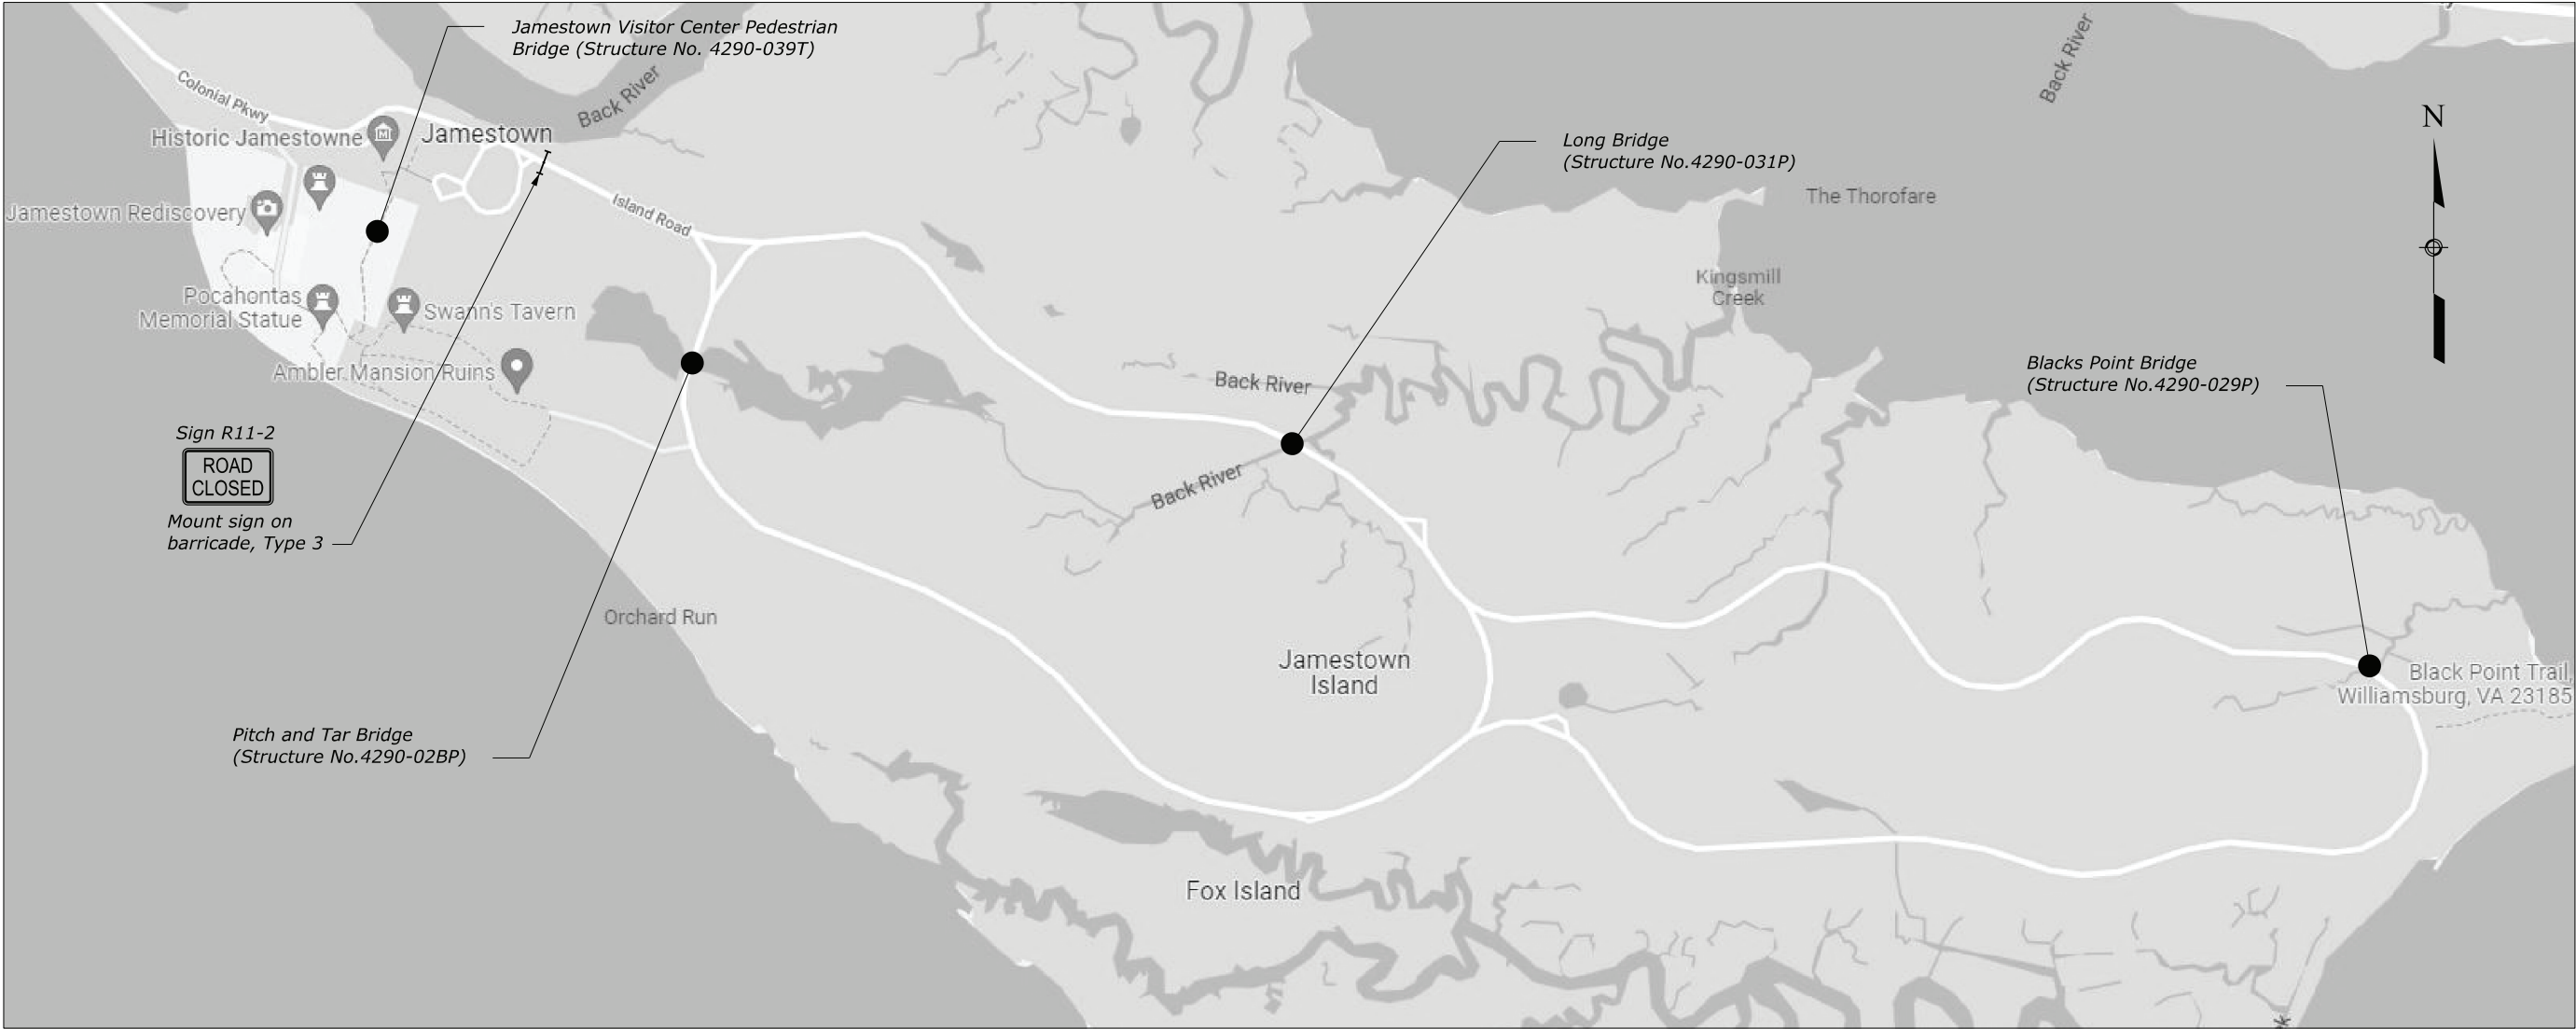 Jamestown Visitor Center Pedestrian
Bridge (Structure No. 4290-039T)
Back River
Back River
Colonial Pkwy
Historic Jamestowne
M
Jamestown
N
Long Bridge
(Structure No.4290-031P)
The Thorofare
Jamestown Rediscovery
Island Road
Kingsmill
Creek
Pocahontas
Memorial Statue
Swann's Tavern
Ambler Mansion Ruins
Back River
Blacks Point Bridge
(Structure No.4290-029P)
Sign R11-2
ROAD
CLOSED
Mount sign on
barricade, Type 3
Back River
Orchard Run
Jamestown
Island
Black Point Trail,
Williamsburg, VA 23185
Pitch and Tar Bridge
(Structure No.4290-02BP)
Fox Island